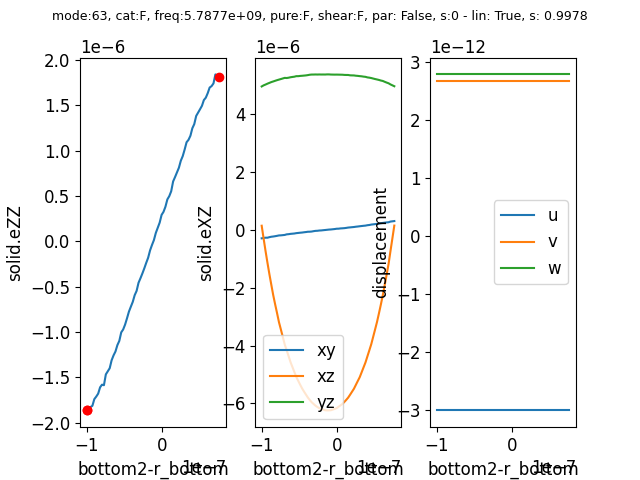 mode:63, cat:F, freq:5.7877e+09, pure:F, shear:F, par: False, s:0 - lin: True, s: 0.9978
1e−6
2.0
1.5
1.0
0.5
0.0
−0.5
−1.0
−1.5
−2.0
solid.eZZ
−1
0
1e−7
bottom2-r_bottom
1e−6
4
2
0
−2
−4
−6
solid.eXZ
xy
xz
yz
−1
0
1e−7
bottom2-r_bottom
1e−12
3
2
1
0
−1
−2
−3
displacement
u
v
w
−1
0
1e−7
bottom2-r_bottom